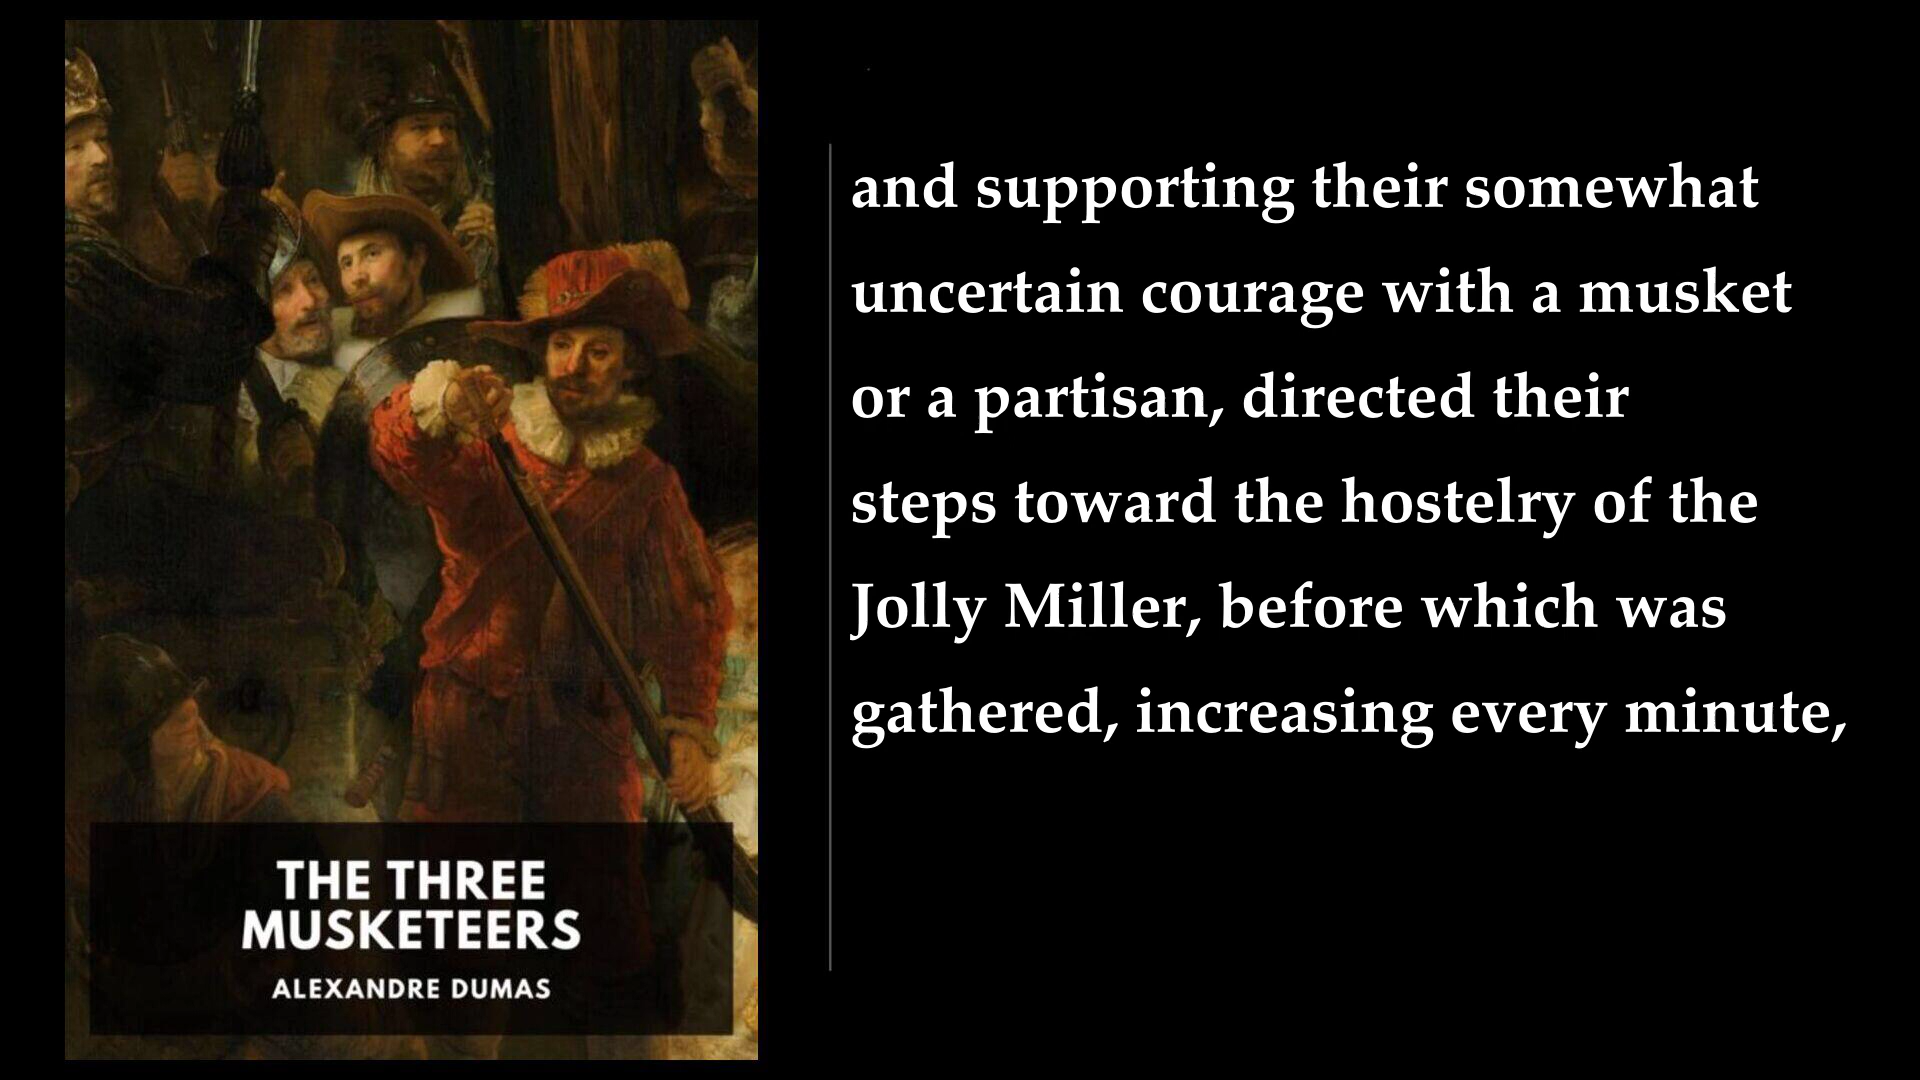 THE THREE
MUSKETEERS
ALEXANDRE DUMAS
and supporting their somewhat
uncertain courage with a musket
or a partisan, directed their
steps toward the hostelry of the
Jolly Miller, before which was
gathered, increasing every minute,